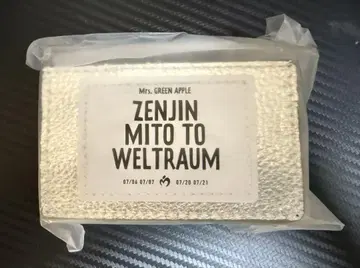 Mrs. GREEN APPLE
ZENJIN
MITO TO
WELTRAUM
07/06 07/07 07/20 07/21